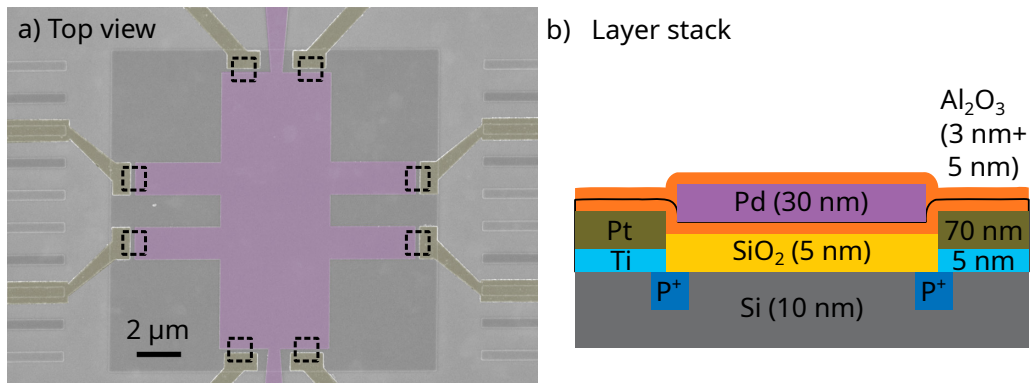 a) Top view
2 μm
b) Layer stack
Al₂O₃
(3 nm+
5 nm)
Pd (30 nm)
Pt
70 nm
SiO₂ (5 nm)
Ti
5 nm
P⁺
P⁺
Si (10 nm)